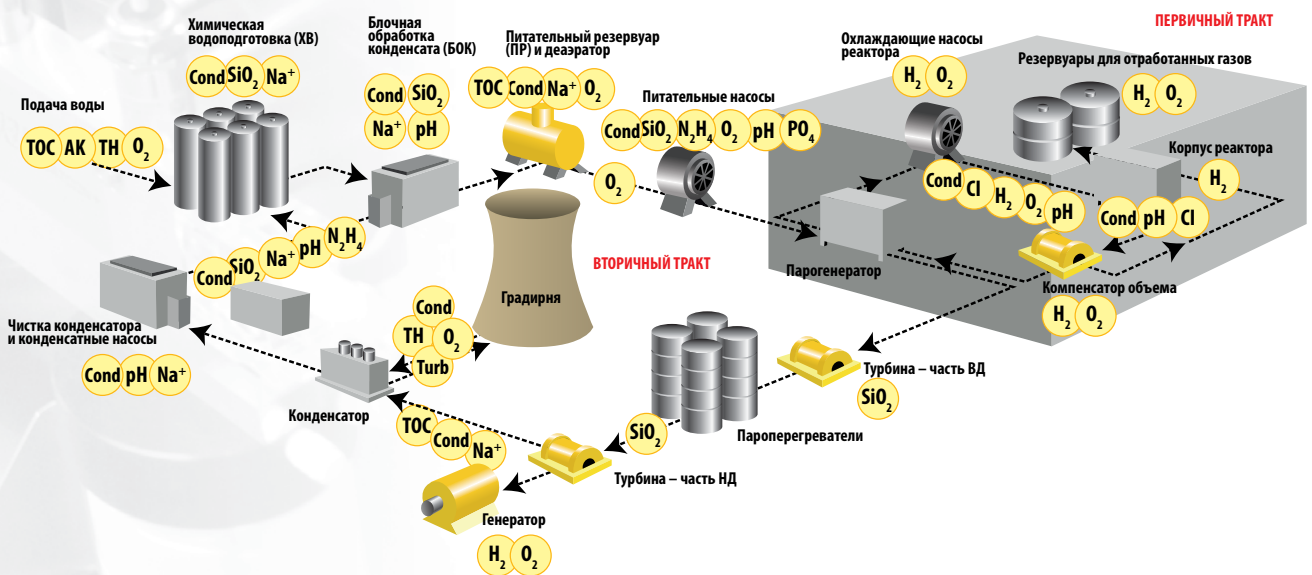 ПЕРВИЧНЫЙ ТРАКТ
Химическая
водоподготовка (ХВ)
Cond SiO₂ Na⁺
Блочная
обработка
конденсата (БОК)
Cond SiO₂
Na⁺ pH
Питательный резервуар
(ПР) и деаэратор
TOC Cond Na⁺ O₂
Охлаждающие насосы
реактора
H₂ O₂
Резервуары для отработанных газов
H₂ O₂
Подача воды
TOC AK TH O₂
Питательные насосы
Cond SiO₂ N₂H₄ O₂ pH PO₄
O₂
Корпус реактора
H₂
Cond Cl H₂ O₂ pH
Cond pH Cl
Парогенератор
Компенсатор объема
H₂ O₂
Cond SiO₂ Na⁺ pH N₂H₄
ВТОРИЧНЫЙ ТРАКТ
Градирня
Чистка конденсатора
и конденсатные насосы
Cond pH Na⁺
Cond
TH O₂
Turb
Конденсатор
Турбина – часть ВД
SiO₂
Пароперегреватели
SiO₂
TOC Cond Na⁺
Турбина – часть НД
Генератор
H₂ O₂